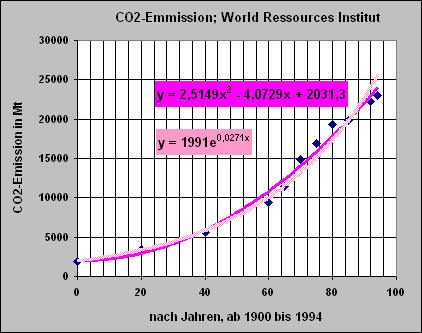 CO2-Emmission; World Ressources Institut
30000
25000
20000
15000
10000
5000
0
y = 2,5149x² - 4,0729x + 2031,3
y = 1991e^0,0271x
CO2-Emission in Mt
0 20 40 60 80 100
nach Jahren, ab 1900 bis 1994